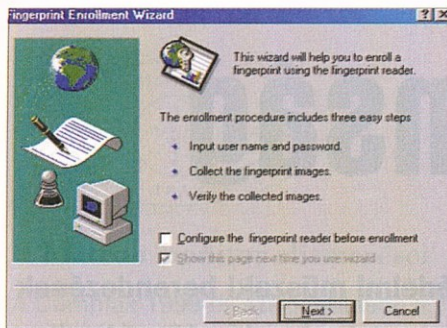 Fingerprint Enrollment Wizard
This wizard will help you to enroll a
fingerprint using the fingerprint reader.
The enrollment procedure includes three easy steps
Input user name and password.
Collect the fingerprint images.
Verify the collected images.
Configure the fingerprint reader before enrollment
Show this page next time you use wizard
< Back
Next >
Cancel